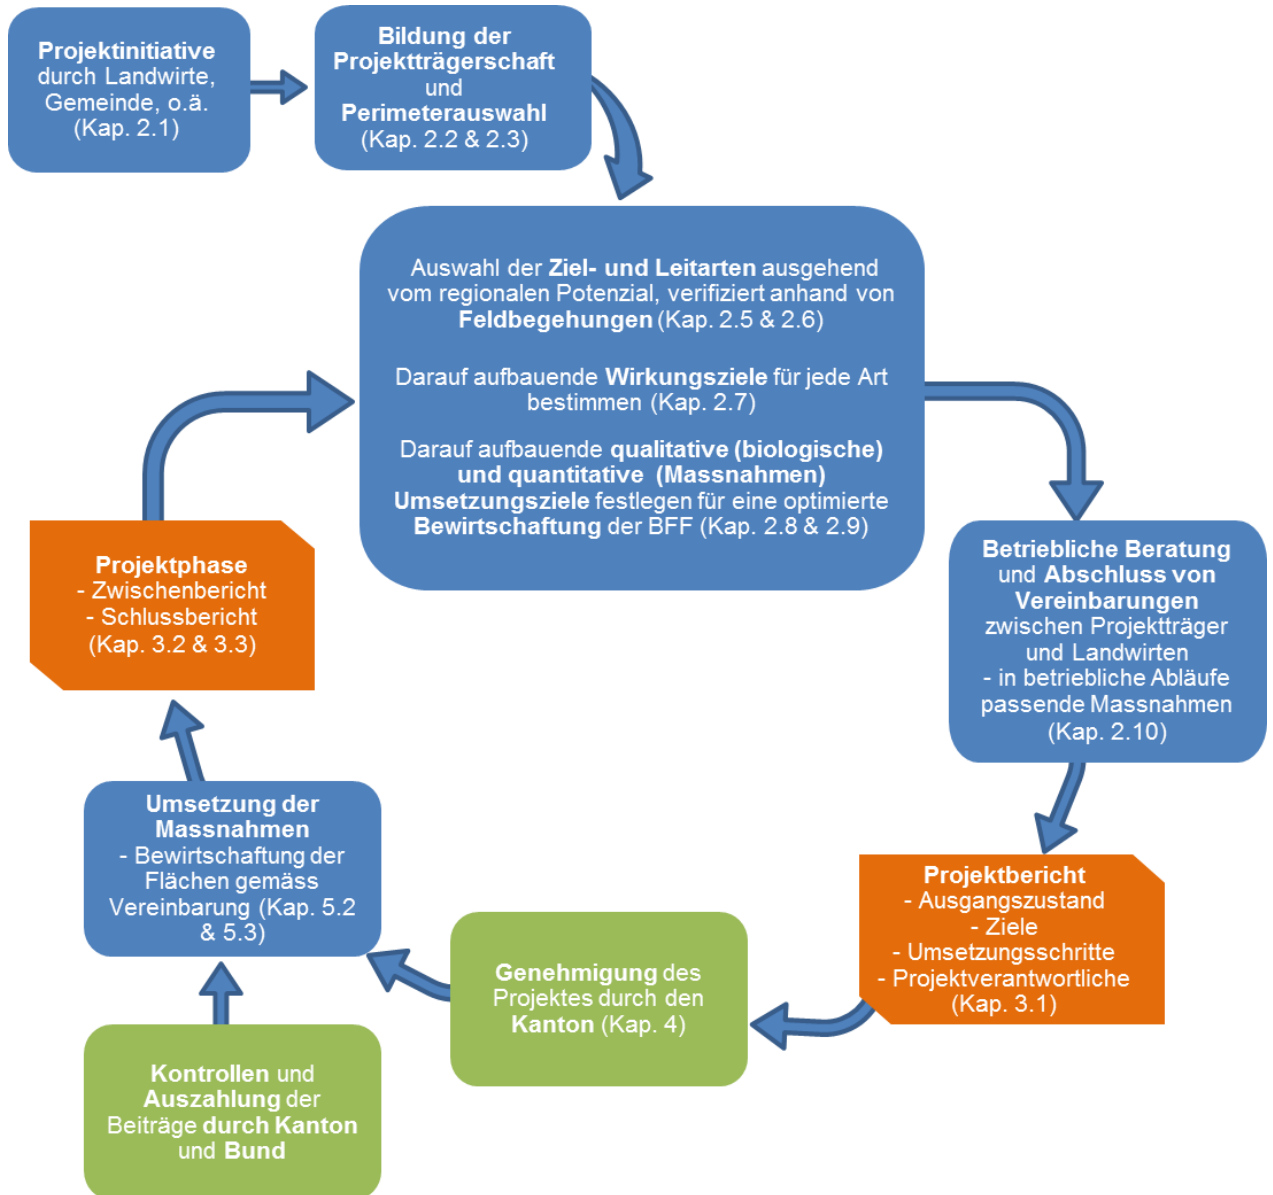 Projektinitiative
durch Landwirte,
Gemeinde, o.ä.
(Kap. 2.1)
Bildung der
Projektträgerschaft
und
Perimeterauswahl
(Kap. 2.2 & 2.3)
Auswahl der Ziel- und Leitarten ausgehend
vom regionalen Potenzial, verifiziert anhand von
Feldbegehungen (Kap. 2.5 & 2.6)
Darauf aufbauende Wirkungsziele für jede Art
bestimmen (Kap. 2.7)
Darauf aufbauende qualitative (biologische)
und quantitative (Massnahmen)
Umsetzungsziele festlegen für eine optimierte
Bewirtschaftung der BFF (Kap. 2.8 & 2.9)
Betriebliche Beratung
und Abschluss von
Vereinbarungen
zwischen Projektträger
und Landwirten
- in betriebliche Abläufe
passende Massnahmen
(Kap. 2.10)
Projektbericht
- Ausgangszustand
- Ziele
- Umsetzungsschritte
- Projektverantwortliche
(Kap. 3.1)
Genehmigung des
Projektes durch den
Kanton (Kap. 4)
Umsetzung der
Massnahmen
- Bewirtschaftung der
Flächen gemäss
Vereinbarung (Kap. 5.2
& 5.3)
Kontrollen und
Auszahlung der
Beiträge durch Kanton
und Bund
Projektphase
- Zwischenbericht
- Schlussbericht
(Kap. 3.2 & 3.3)